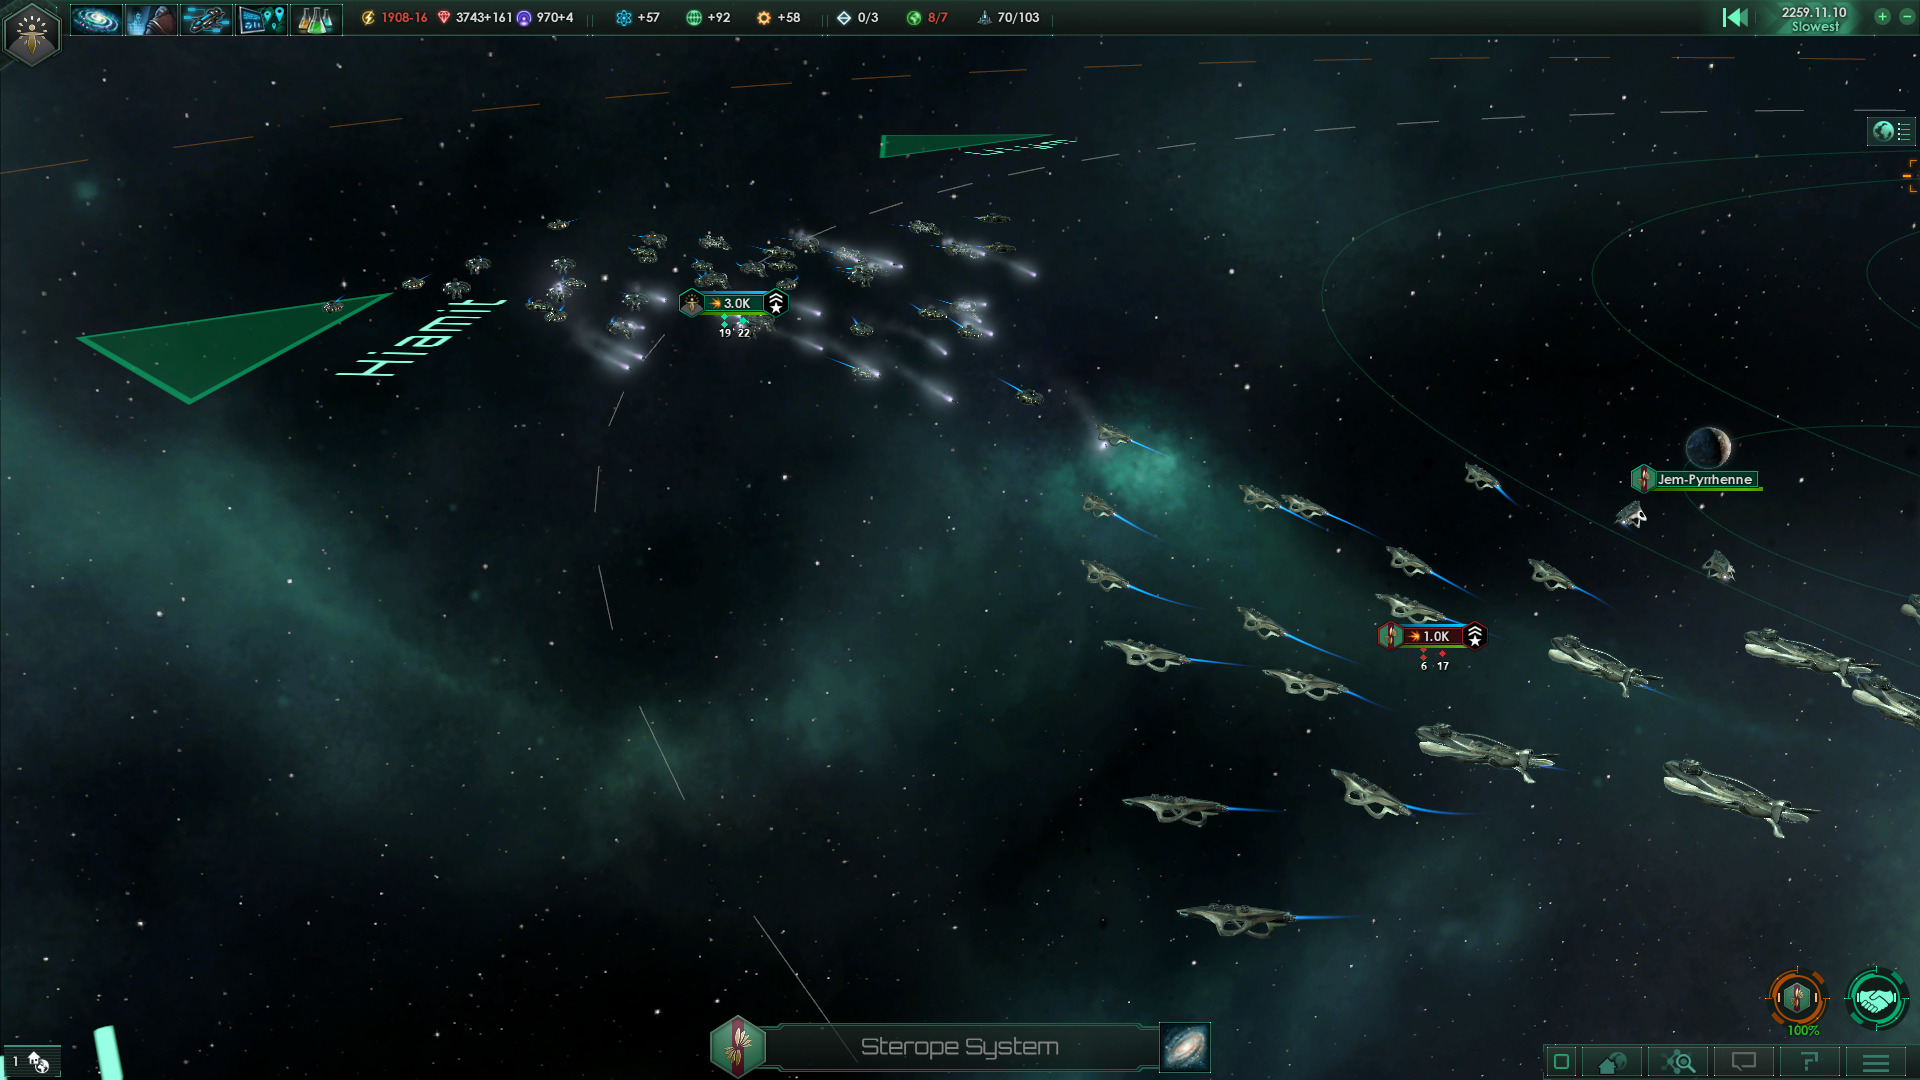 1908-16 3743+161 970+4 +57 +92 +58 0/3 8/7 70/103
2259.11.10
Slowest
3.0K
19 22
Hiamit
Jem-Pyrrhenne
1.0K
6 17
100%
Sterope System
1